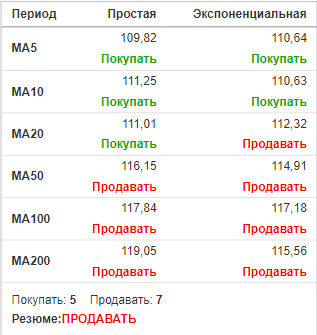 Период Простая Экспоненциальная
MA5 109,82 110,64
Покупать Покупать
MA10 111,25 110,63
Покупать Покупать
MA20 111,01 112,32
Покупать Продавать
MA50 116,15 114,91
Продавать Продавать
MA100 117,84 117,18
Продавать Продавать
MA200 119,05 115,56
Продавать Продавать
Покупать: 5 Продавать: 7
Резюме:ПРОДАВАТЬ